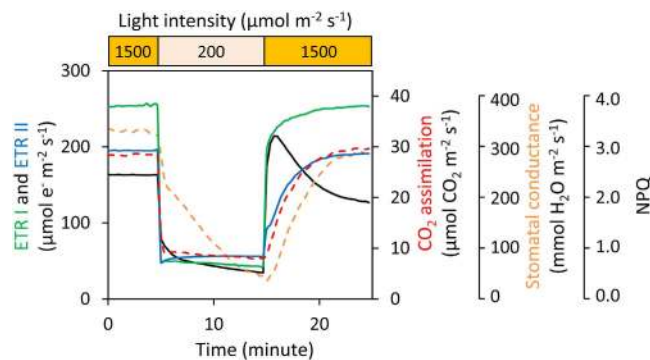 Light intensity (μmol m⁻² s⁻¹)
1500 200 1500
300
200
100
0
ETR I and ETR II
(μmol e⁻ m⁻² s⁻¹)
0 10 20
Time (minute)
40
30
20
10
0
CO₂ assimilation
(μmol CO₂ m⁻² s⁻¹)
400
300
200
100
0
Stomatal conductance
(mmol H₂O m⁻² s⁻¹)
4.0
3.0
2.0
1.0
0.0
NPQ